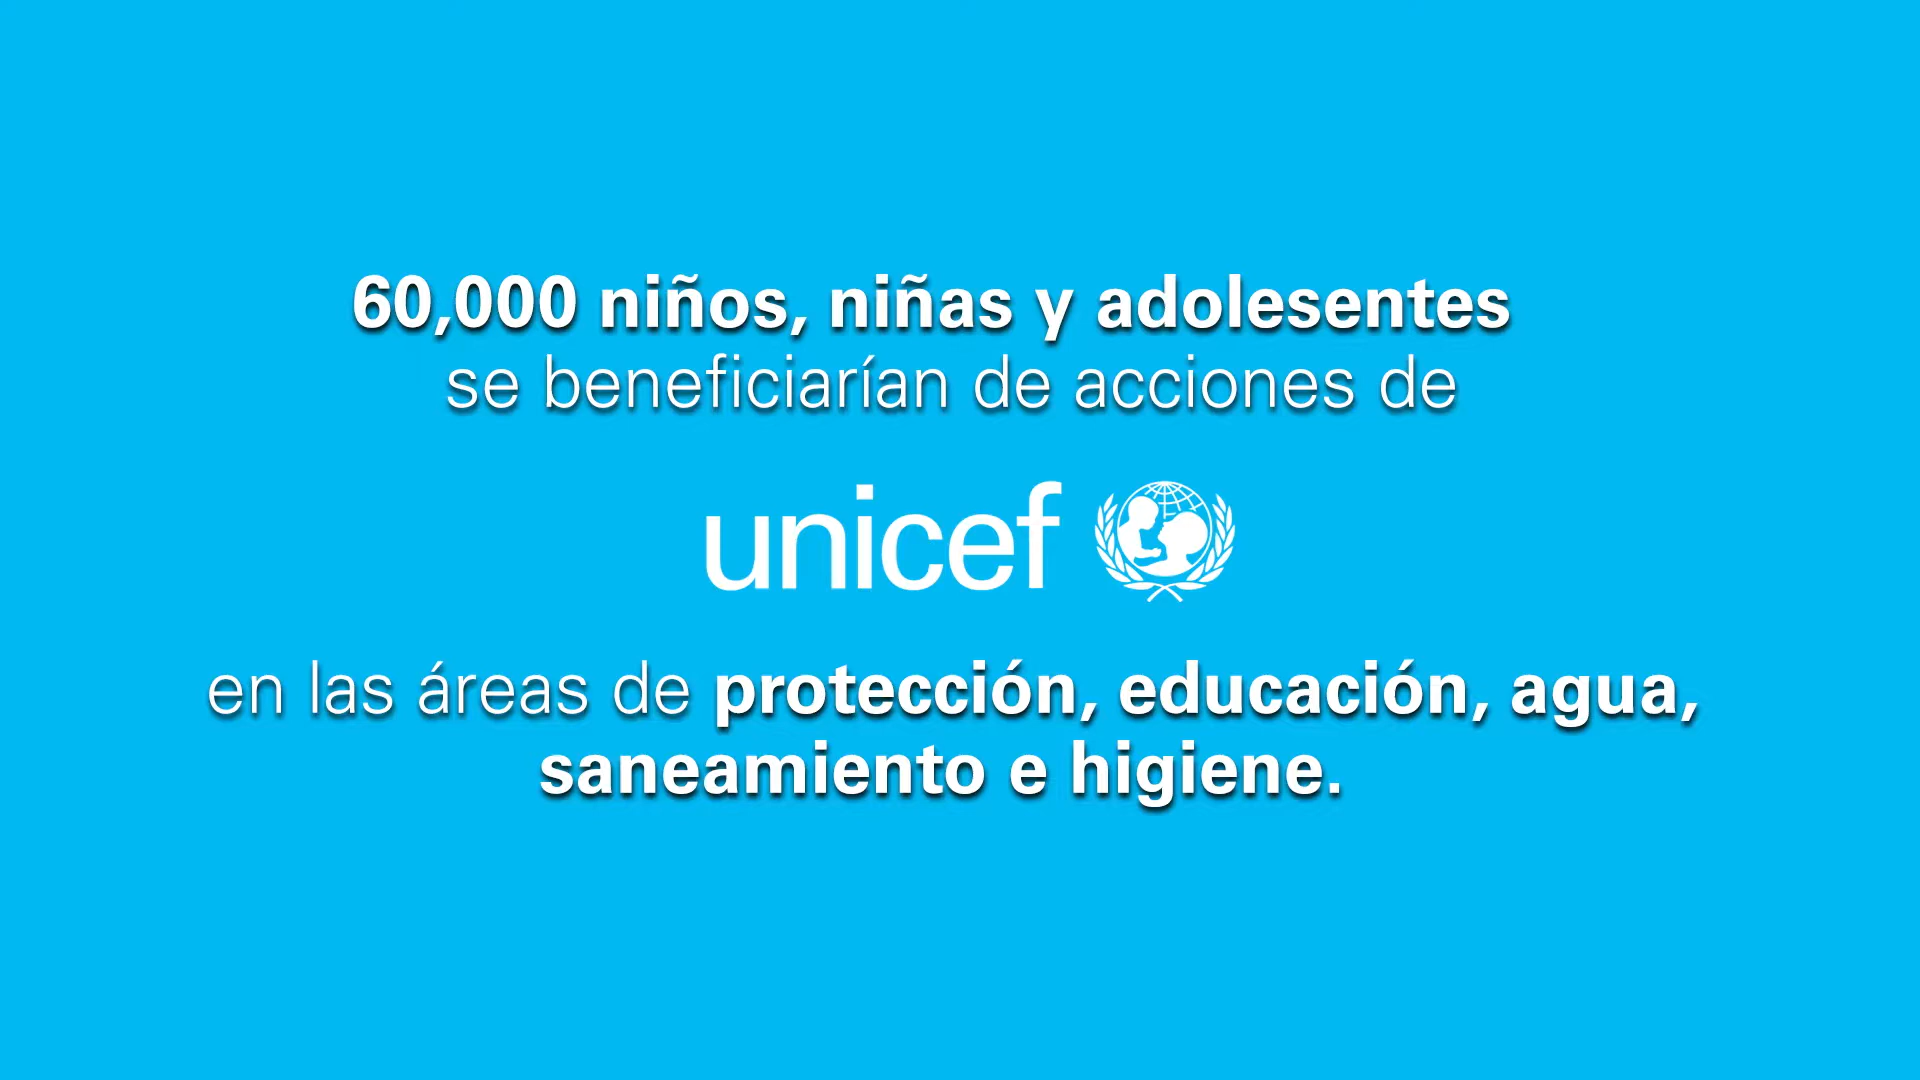 60,000 niños, niñas y adolesentes
se beneficiarían de acciones de
unicef
en las áreas de protección, educación, agua,
saneamiento e higiene.